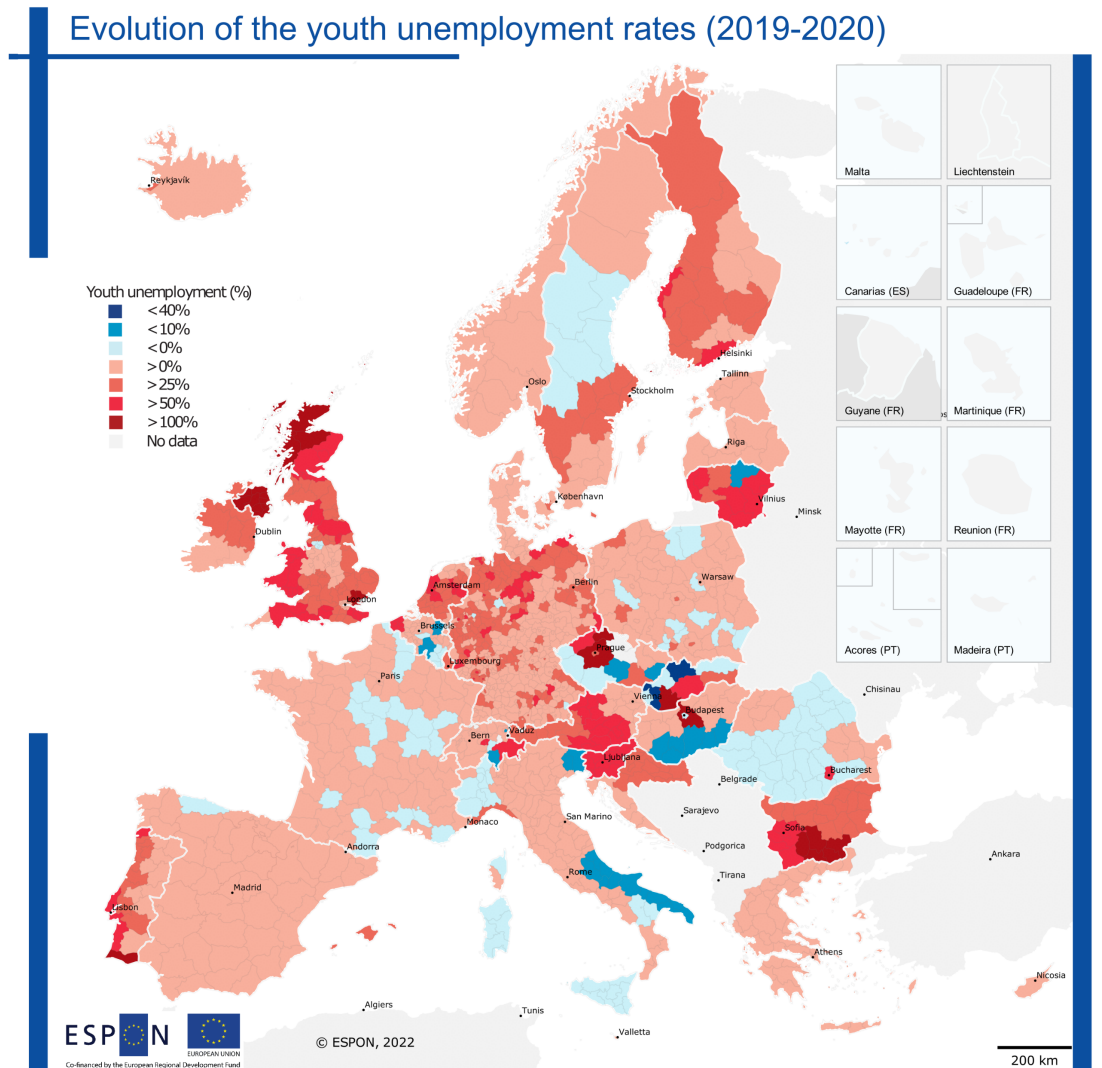 Evolution of the youth unemployment rates (2019-2020)
Malta
Liechtenstein
Canarias (ES)
Guadeloupe (FR)
Guyane (FR)
Martinique (FR)
Mayotte (FR)
Reunion (FR)
Acores (PT)
Madeira (PT)
Youth unemployment (%)
<40%
<10%
<0%
>0%
>25%
>50%
>100%
No data
Reykjavík
Oslo
Stockholm
Helsinki
Tallinn
Riga
Vilnius
Minsk
København
Dublin
London
Amsterdam
Berlin
Warsaw
Brussels
Luxembourg
Prague
Paris
Vienna
Budapest
Chisinau
Bern
Vaduz
Ljubljana
Bucharest
Belgrade
Sarajevo
San Marino
Monaco
Andorra
Sofia
Podgorica
Tirana
Ankara
Rome
Madrid
Lisbon
Athens
Nicosia
Algiers
Tunis
Valletta
ESPON
EUROPEAN UNION
Co-financed by the European Regional Development Fund
© ESPON, 2022
200 km